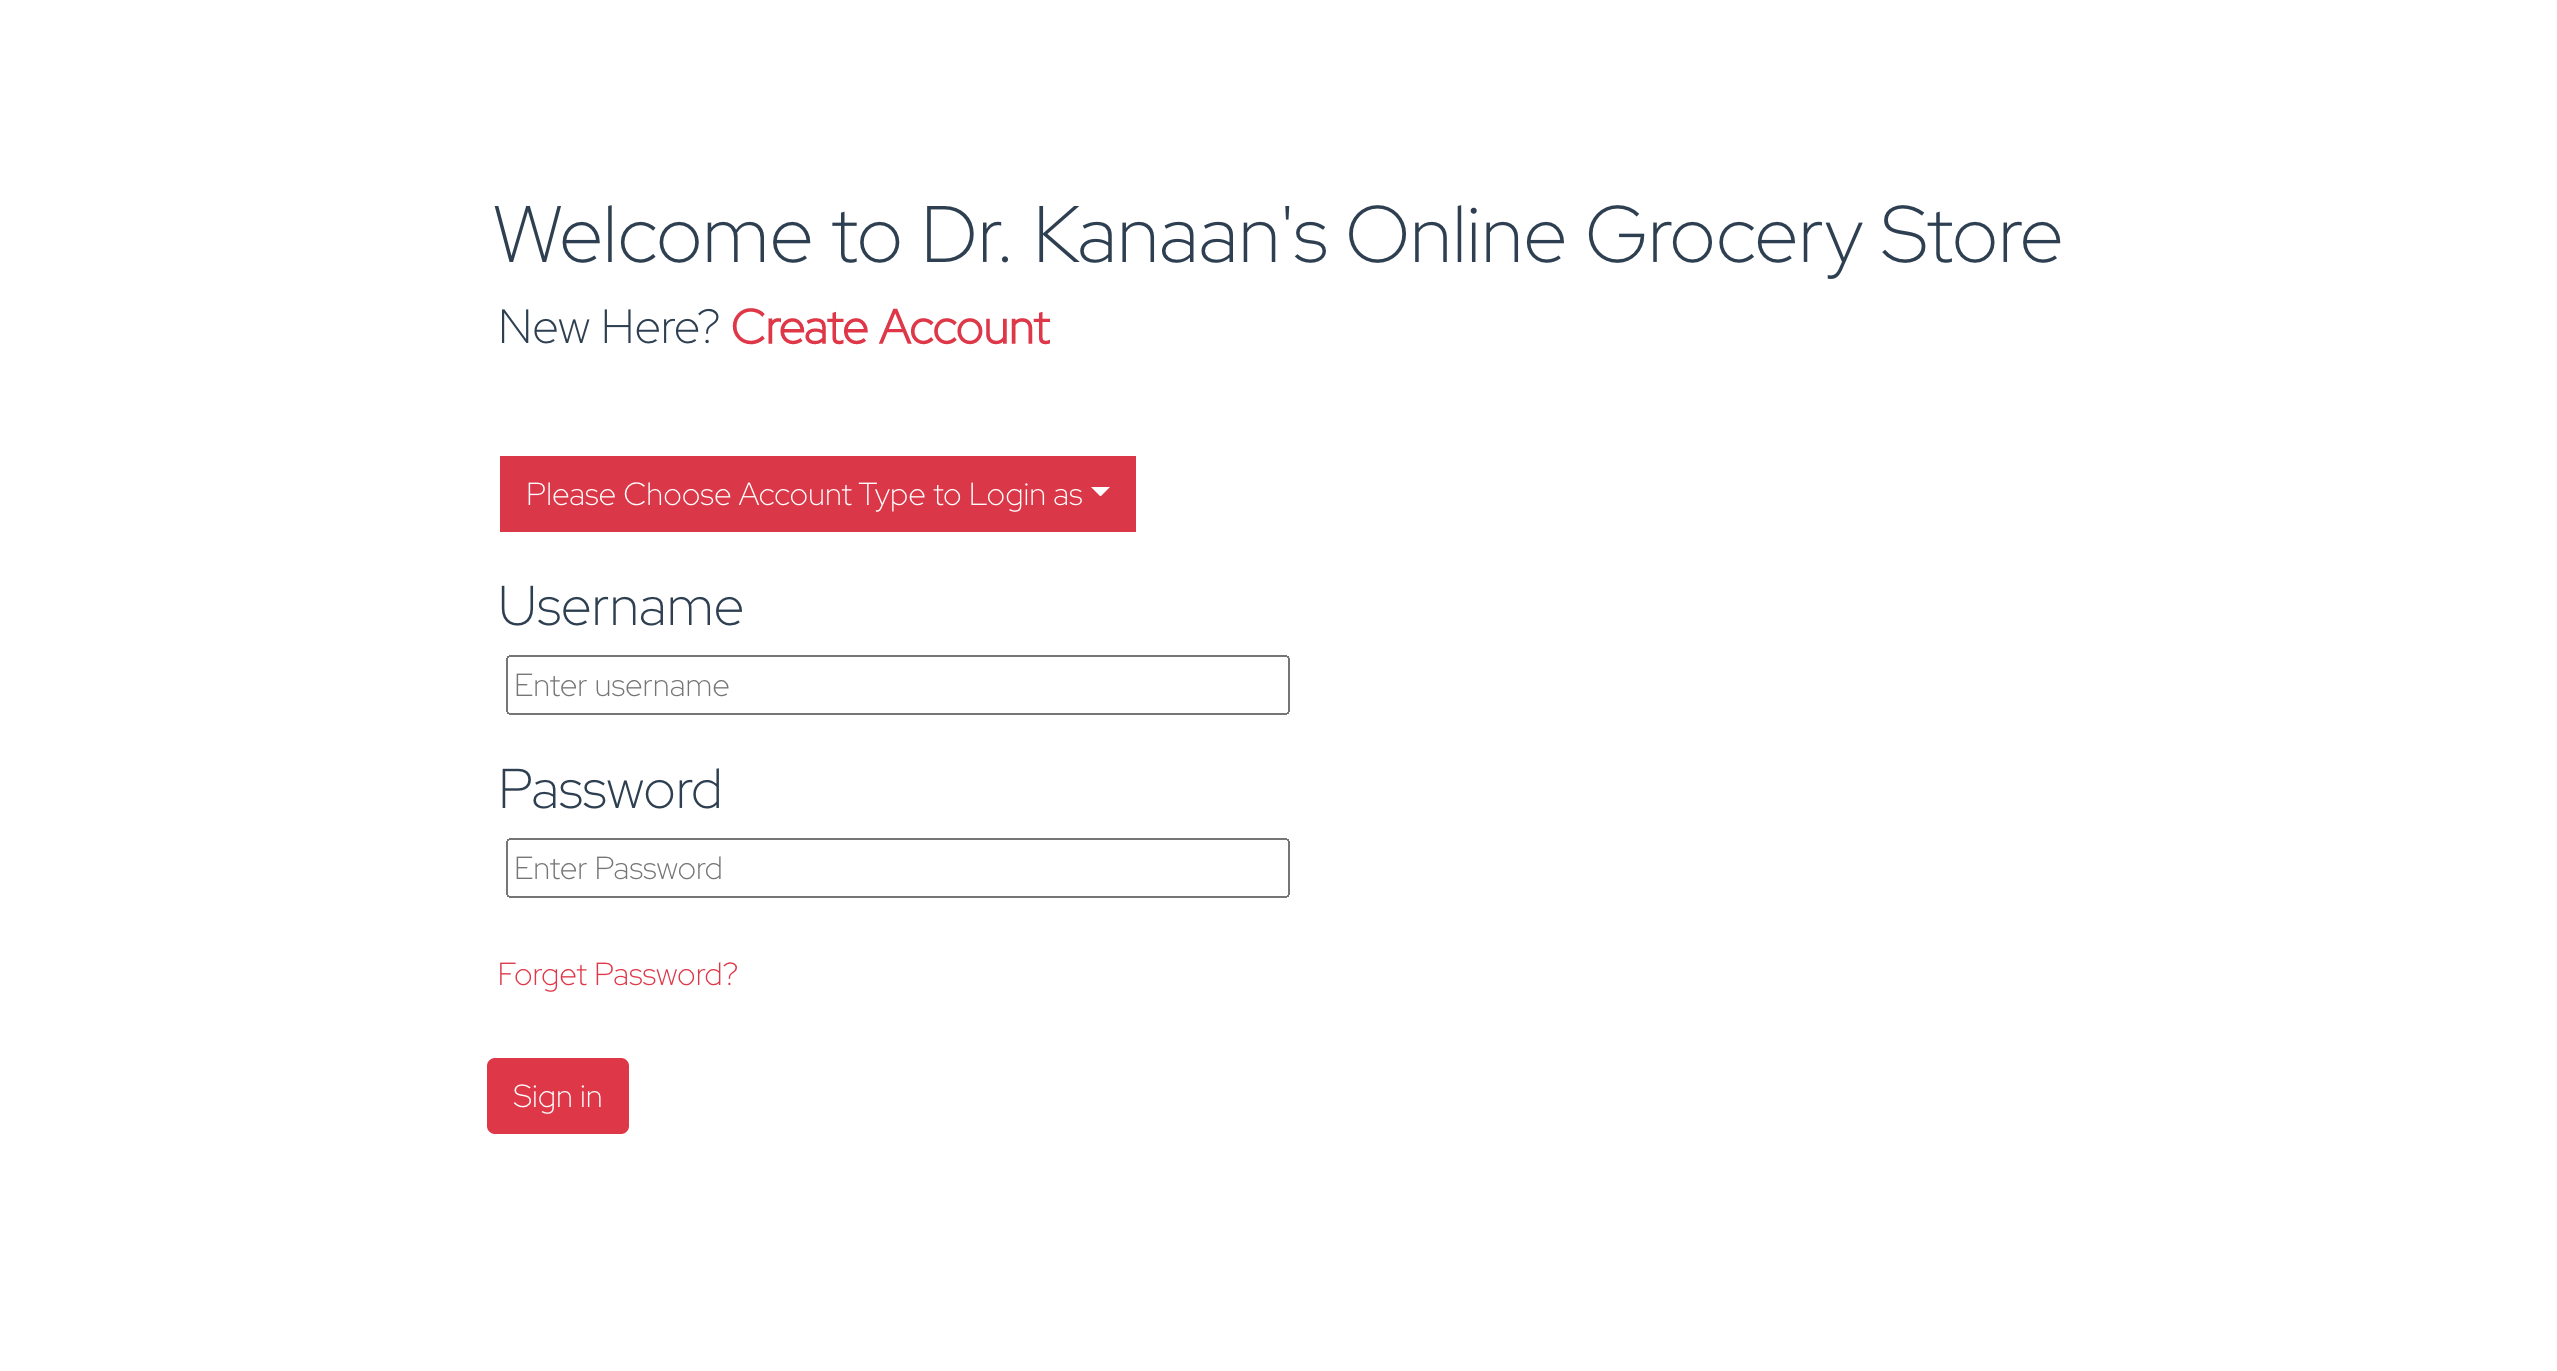 Welcome to Dr. Kanaan's Online Grocery Store
New Here? Create Account
Please Choose Account Type to Login as
Username
Enter username
Password
Enter Password
Forget Password?
Sign in